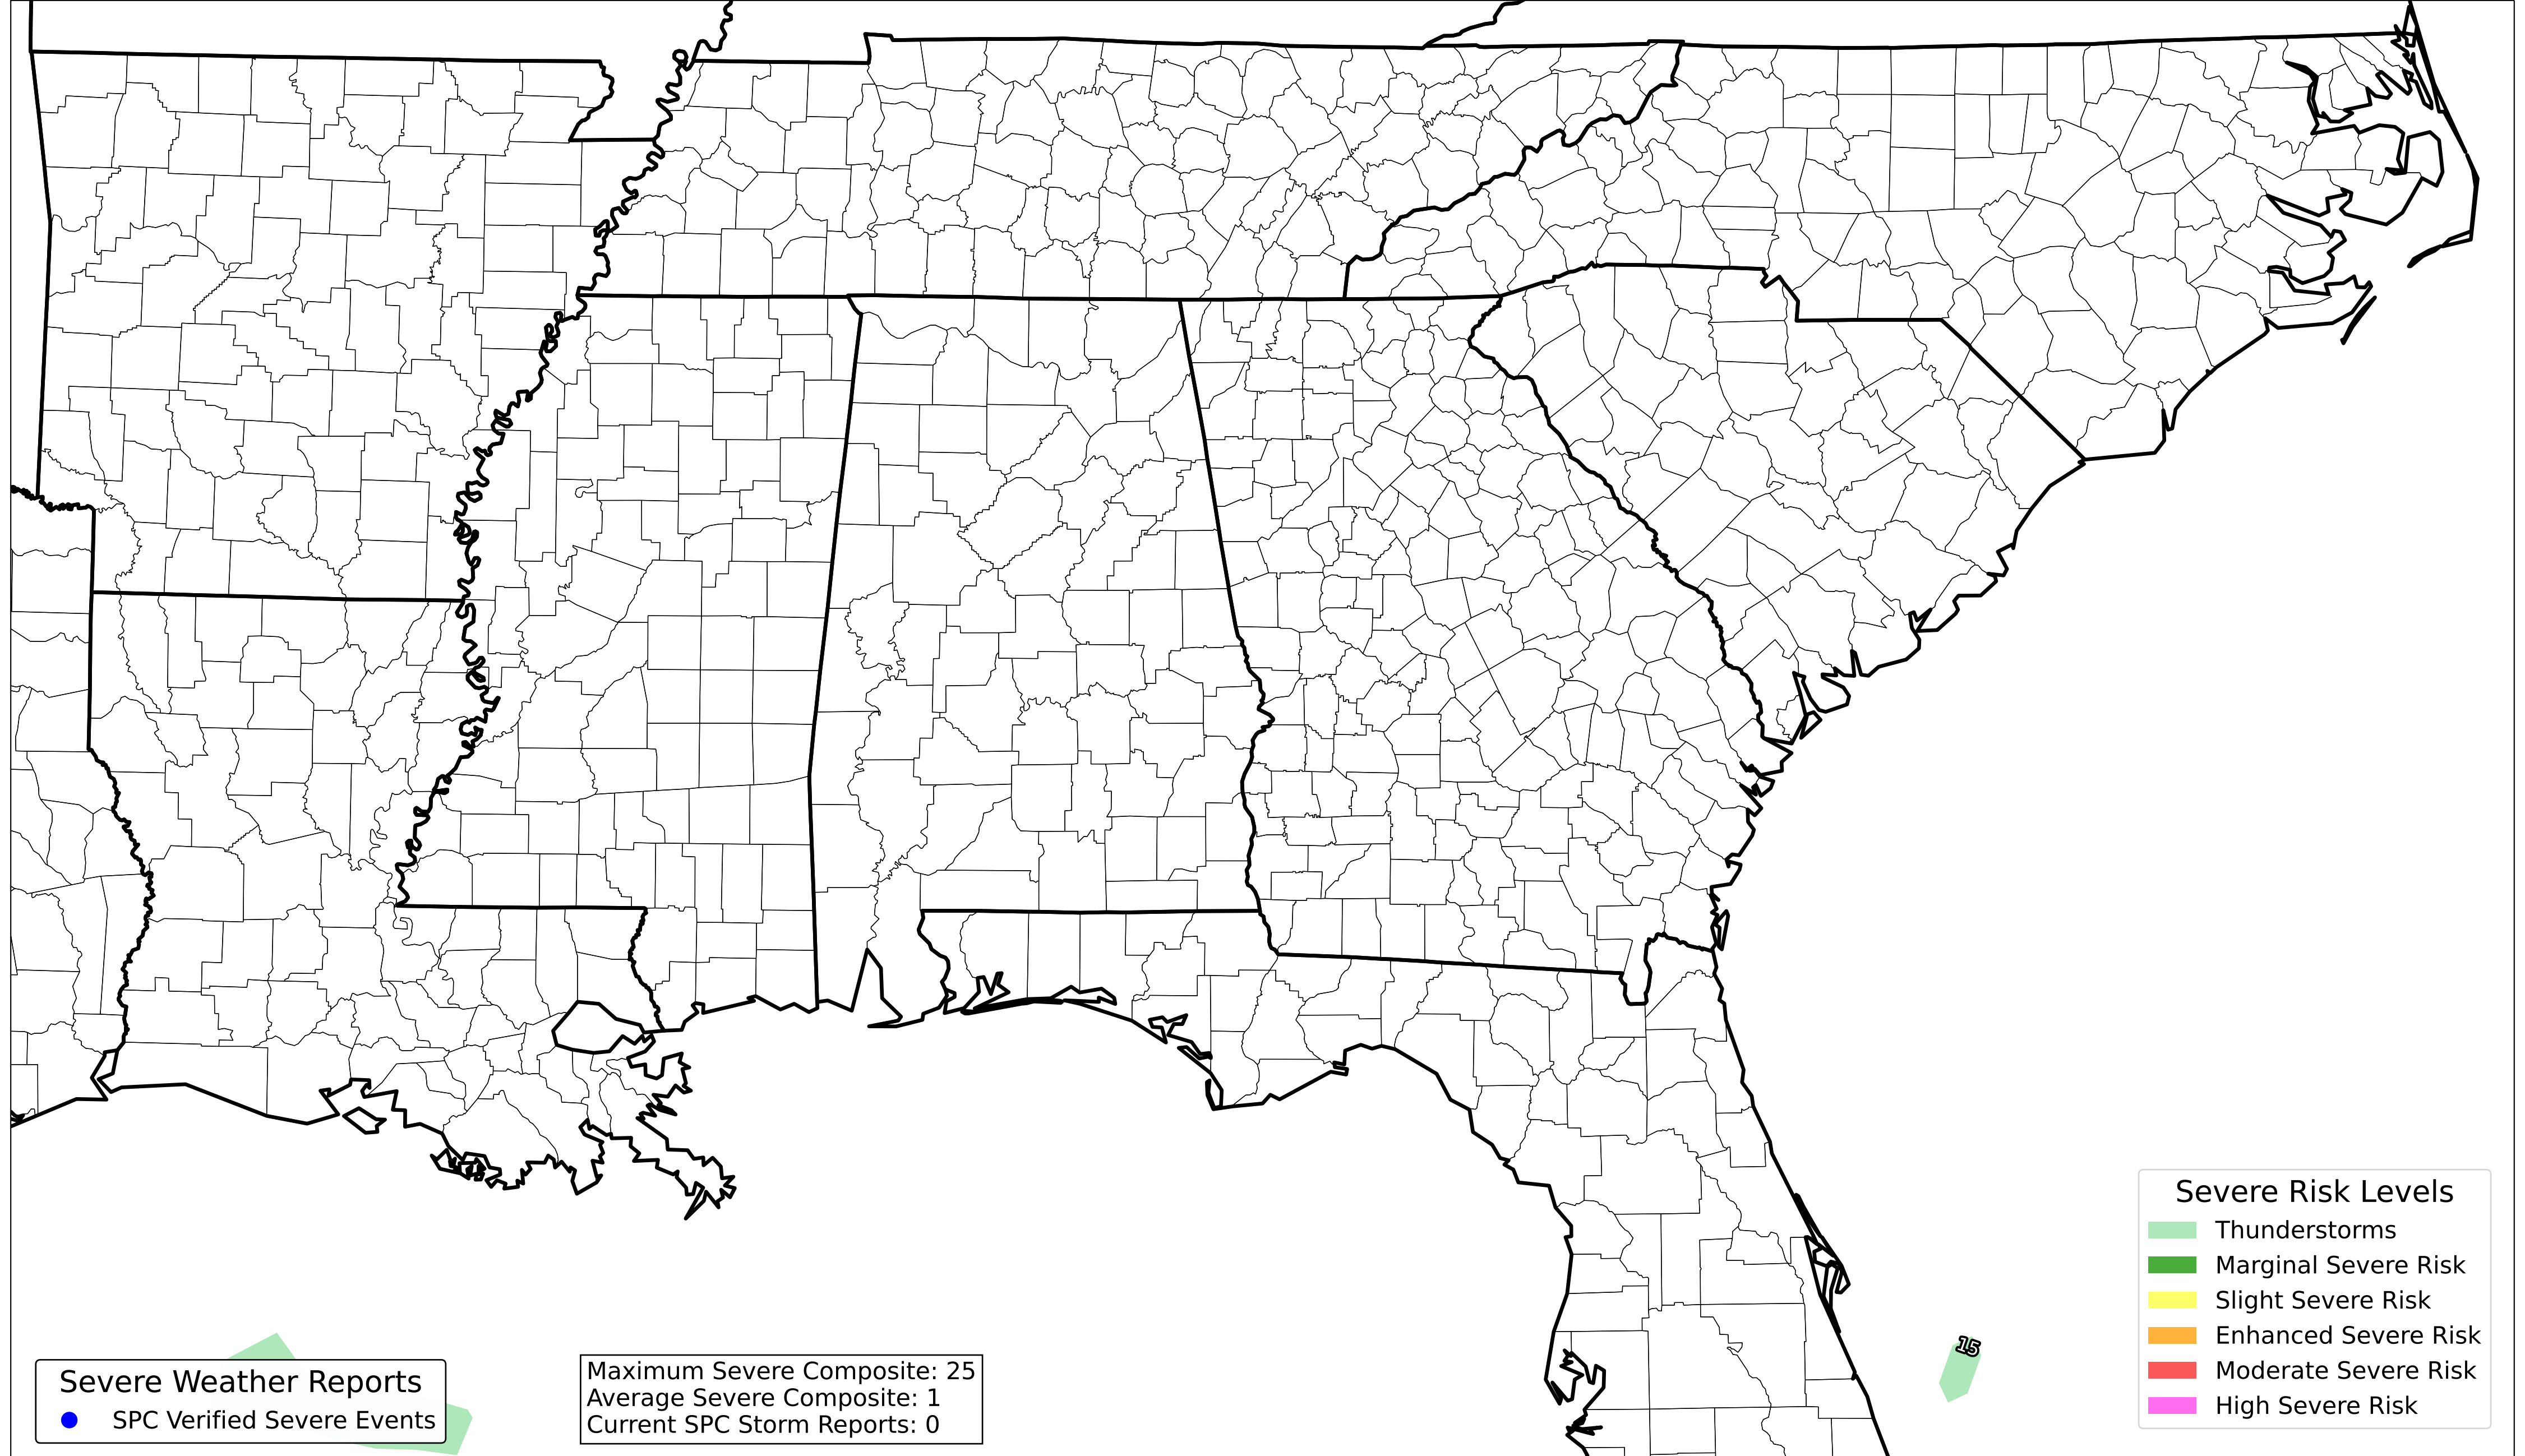 15
Severe Weather Reports
SPC Verified Severe Events
Maximum Severe Composite: 25
Average Severe Composite: 1
Current SPC Storm Reports: 0
Severe Risk Levels
Thunderstorms
Marginal Severe Risk
Slight Severe Risk
Enhanced Severe Risk
Moderate Severe Risk
High Severe Risk